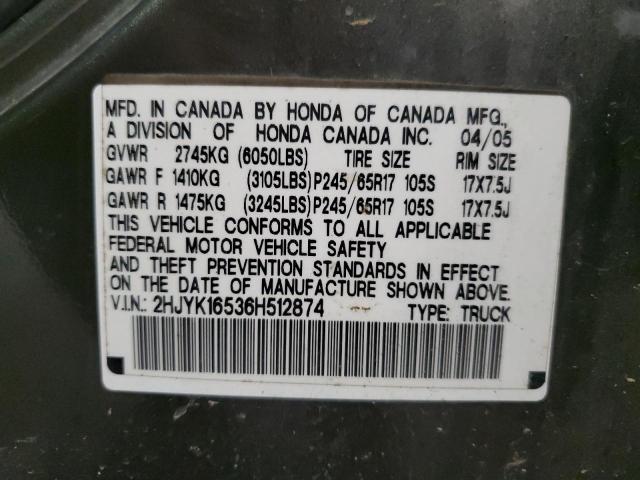 MFD. IN CANADA BY HONDA OF CANADA MFG.,
A DIVISION OF HONDA CANADA INC. 04/05
GVWR 2745KG (6050LBS) TIRE SIZE RIM SIZE
GAWR F 1410KG (3105LBS)P245/65R17 105S 17X7.5J
GAWR R 1475KG (3245LBS)P245/65R17 105S 17X7.5J
THIS VEHICLE CONFORMS TO ALL APPLICABLE
FEDERAL MOTOR VEHICLE SAFETY
AND THEFT PREVENTION STANDARDS IN EFFECT
ON THE DATE OF MANUFACTURE SHOWN ABOVE.
V.I.N.: 2HJYK16536H512874 TYPE: TRUCK